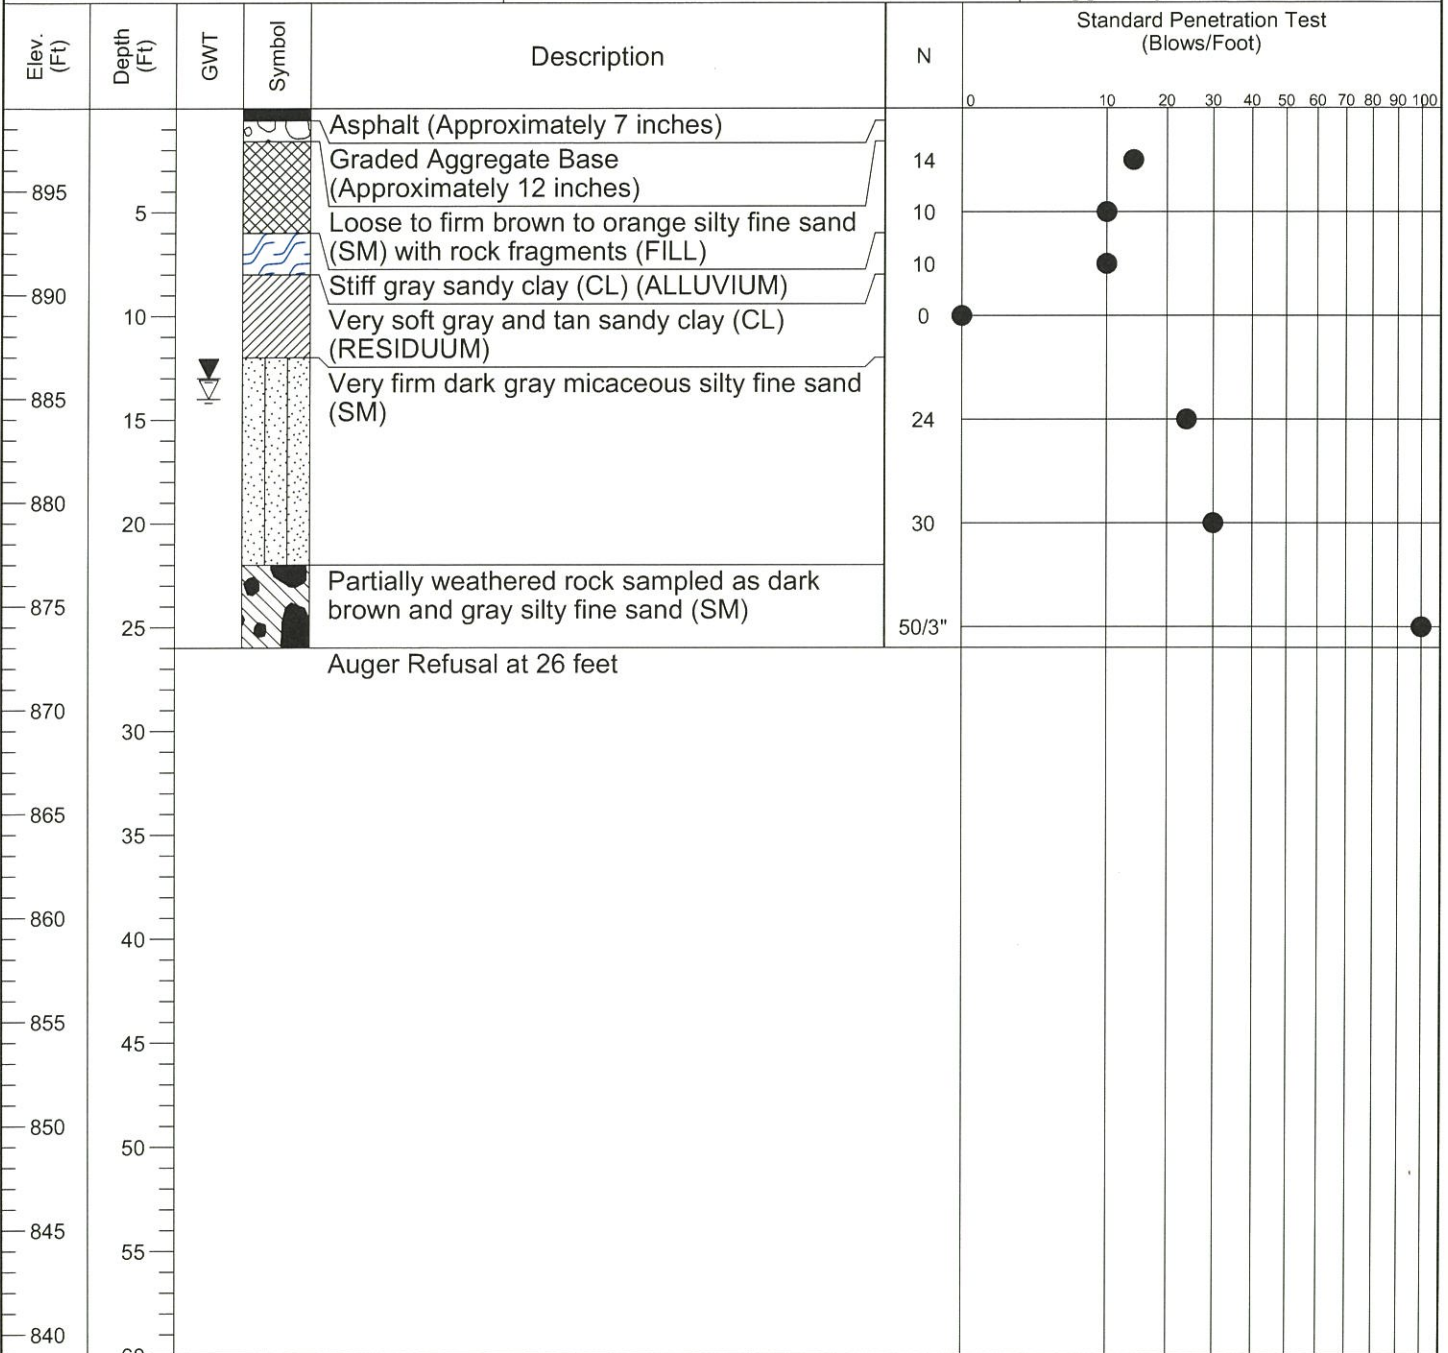 Elev.
(Ft)
Depth
(Ft)
GWT
Symbol
Description
N
Standard Penetration Test
(Blows/Foot)
0 10 20 30 40 50 60 70 80 90 100
Asphalt (Approximately 7 inches)
Graded Aggregate Base
(Approximately 12 inches)
Loose to firm brown to orange silty fine sand
(SM) with rock fragments (FILL)
Stiff gray sandy clay (CL) (ALLUVIUM)
Very soft gray and tan sandy clay (CL)
(RESIDUUM)
Very firm dark gray micaceous silty fine sand
(SM)
Partially weathered rock sampled as dark
brown and gray silty fine sand (SM)
Auger Refusal at 26 feet
14
10
10
0
24
30
50/3"
895
890
885
880
875
870
865
860
855
850
845
840
5
10
15
20
25
30
35
40
45
50
55